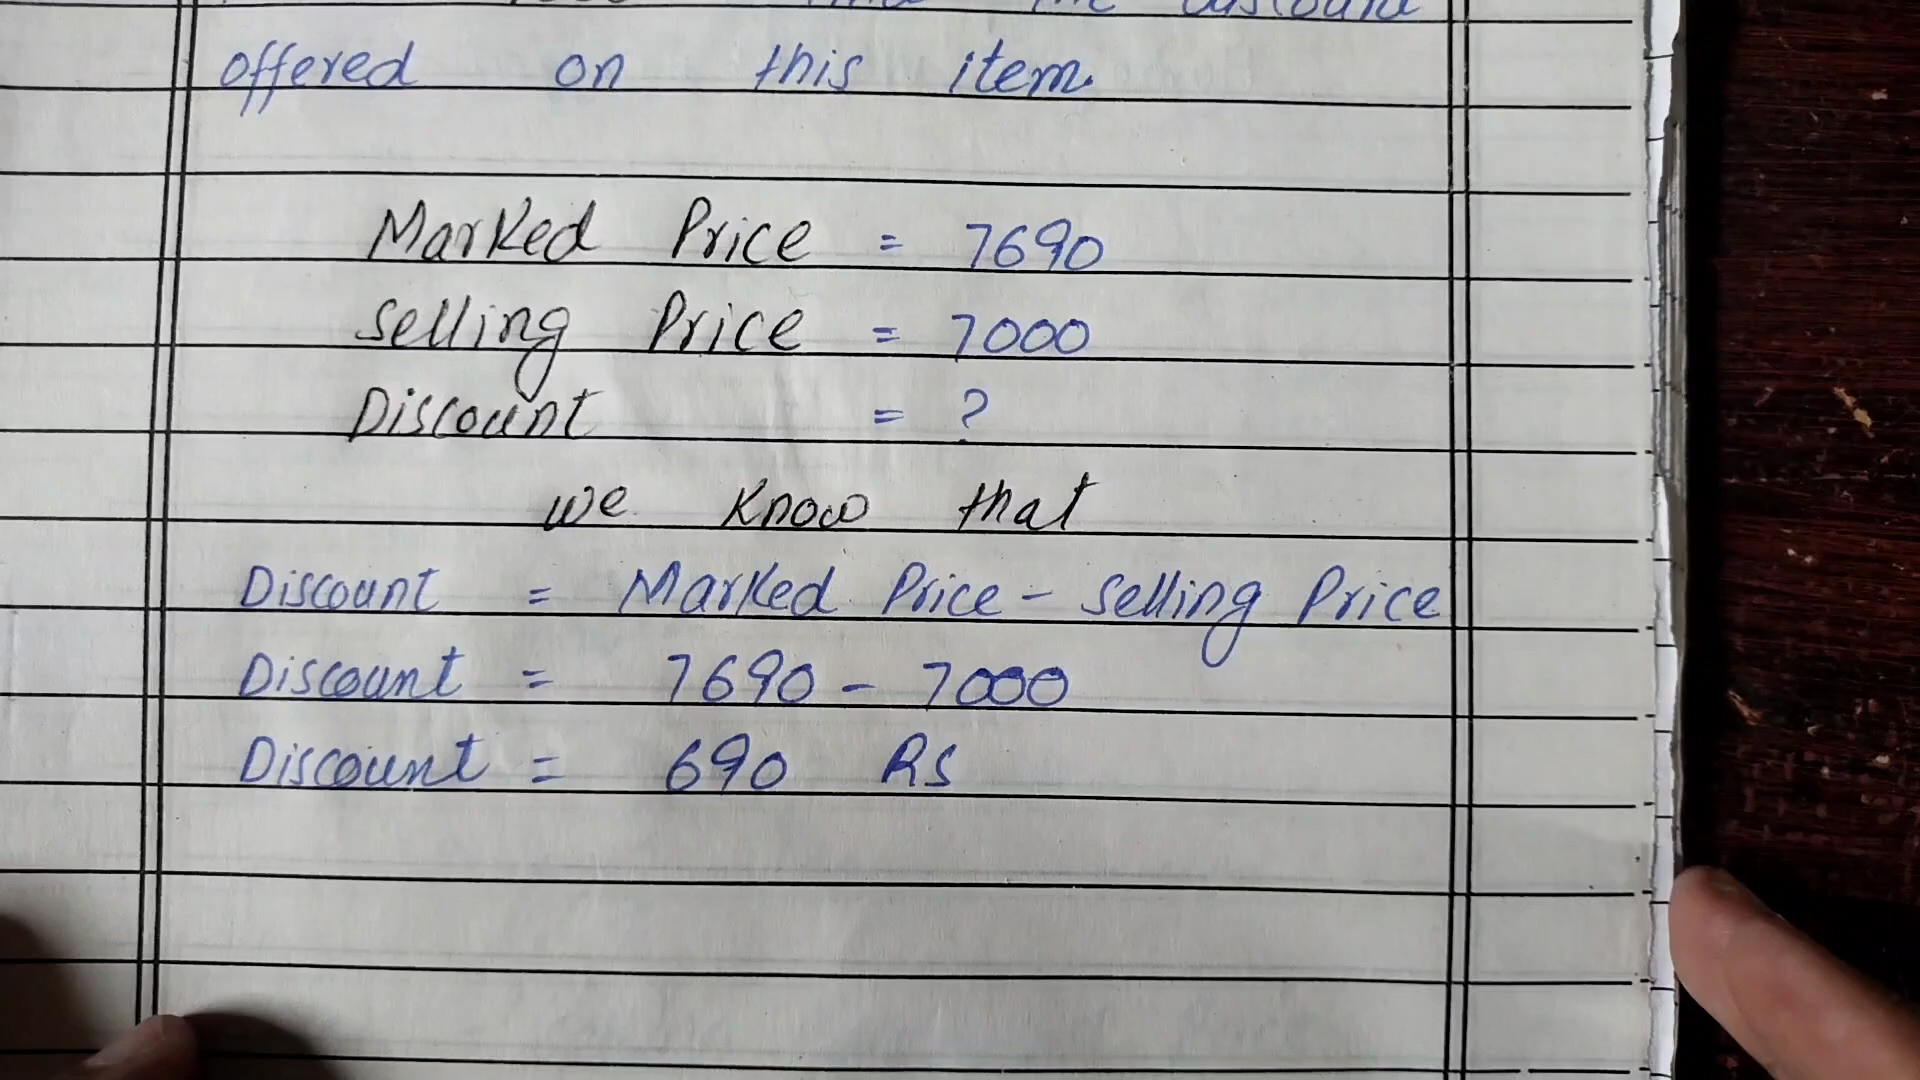 the
offered on this item.
Marked Price = 7690
Selling Price = 7000
Discount = ?
we know that
Discount = Marked Price - Selling Price
Discount = 7690 - 7000
Discount = 690 Rs